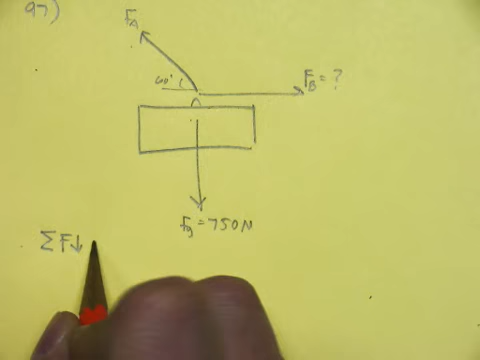 97)
FA
60°
FB = ?
Fg = 750N
ΣF↓